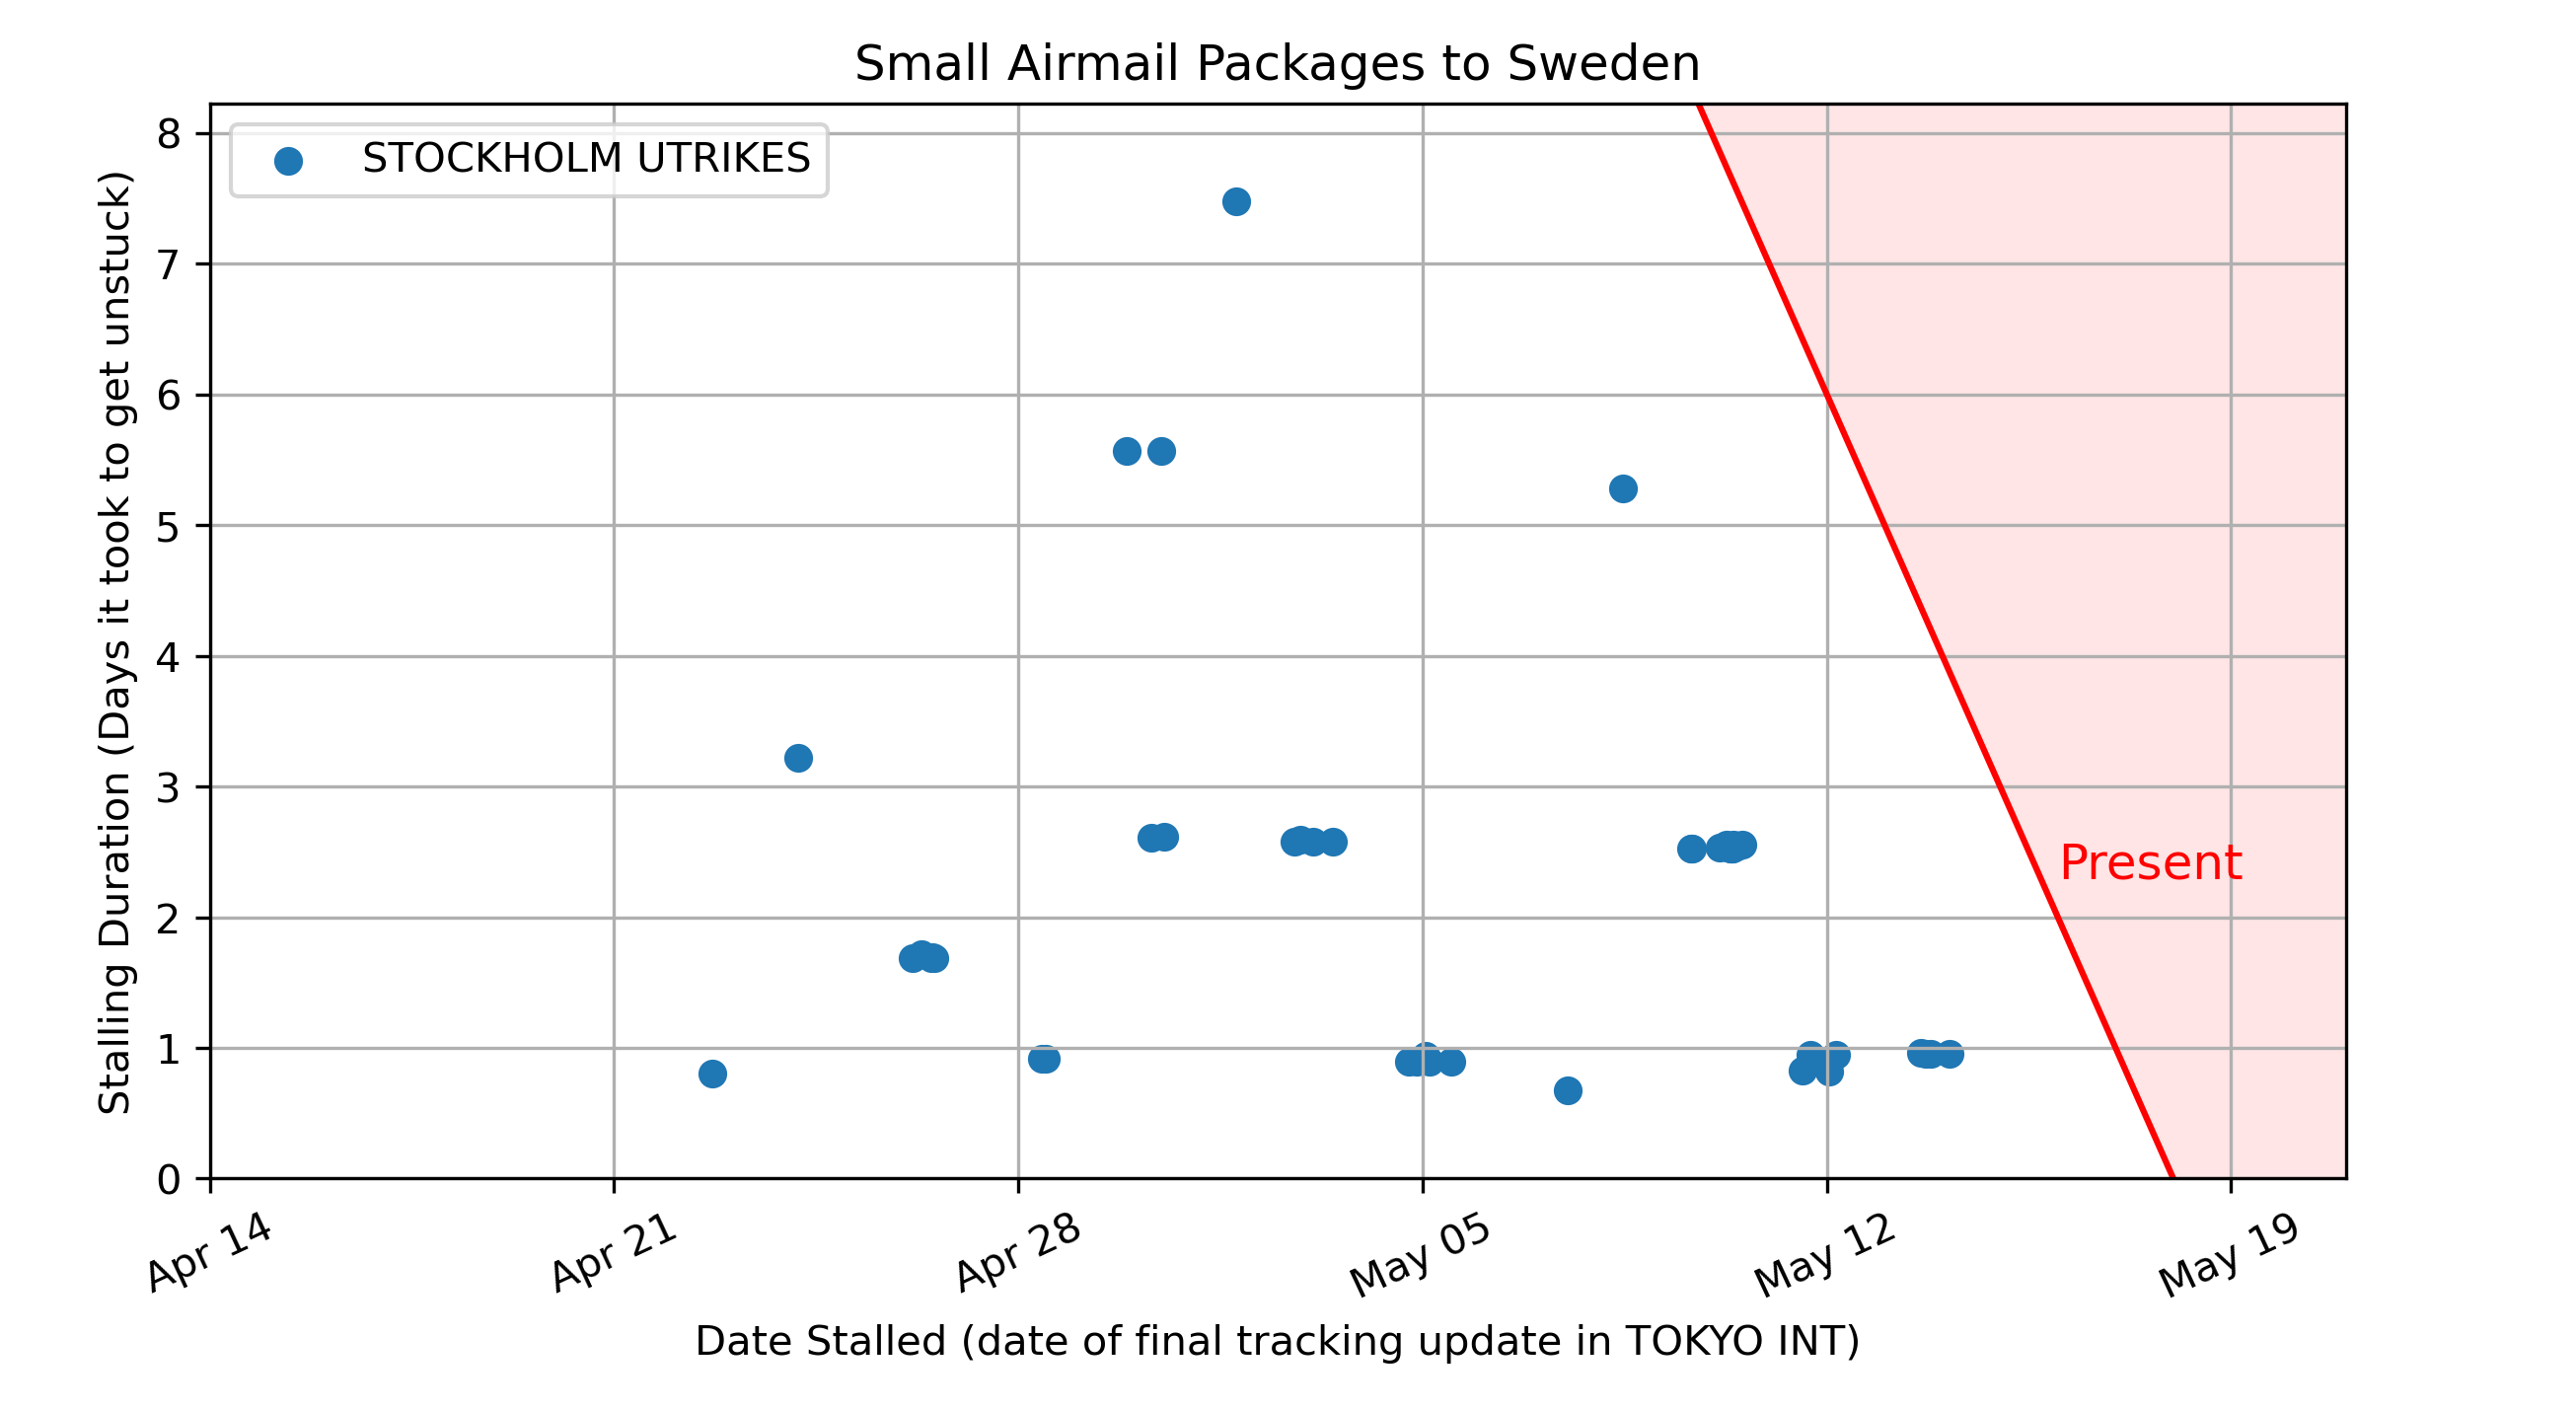 Small Airmail Packages to Sweden
STOCKHOLM UTRIKES
Stalling Duration (Days it took to get unstuck)
8
7
6
5
4
3
2
1
0
Present
Apr 14
Apr 21
Apr 28
May 05
May 12
May 19
Date Stalled (date of final tracking update in TOKYO INT)